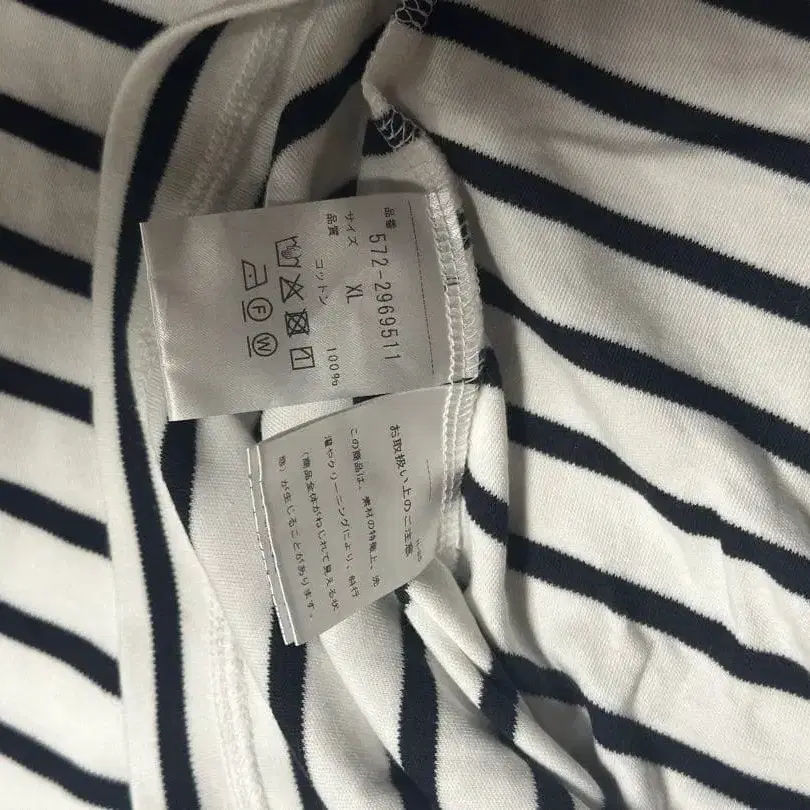 品番 572-2969511
サイズ XL
品質 コットン 100%
F
W
お取扱い上のご注意
この商品は、素材の特性上、洗
濯やクリーニングにより、斜行
(商品全体がねじれて見える状
態)が生じることがあります。